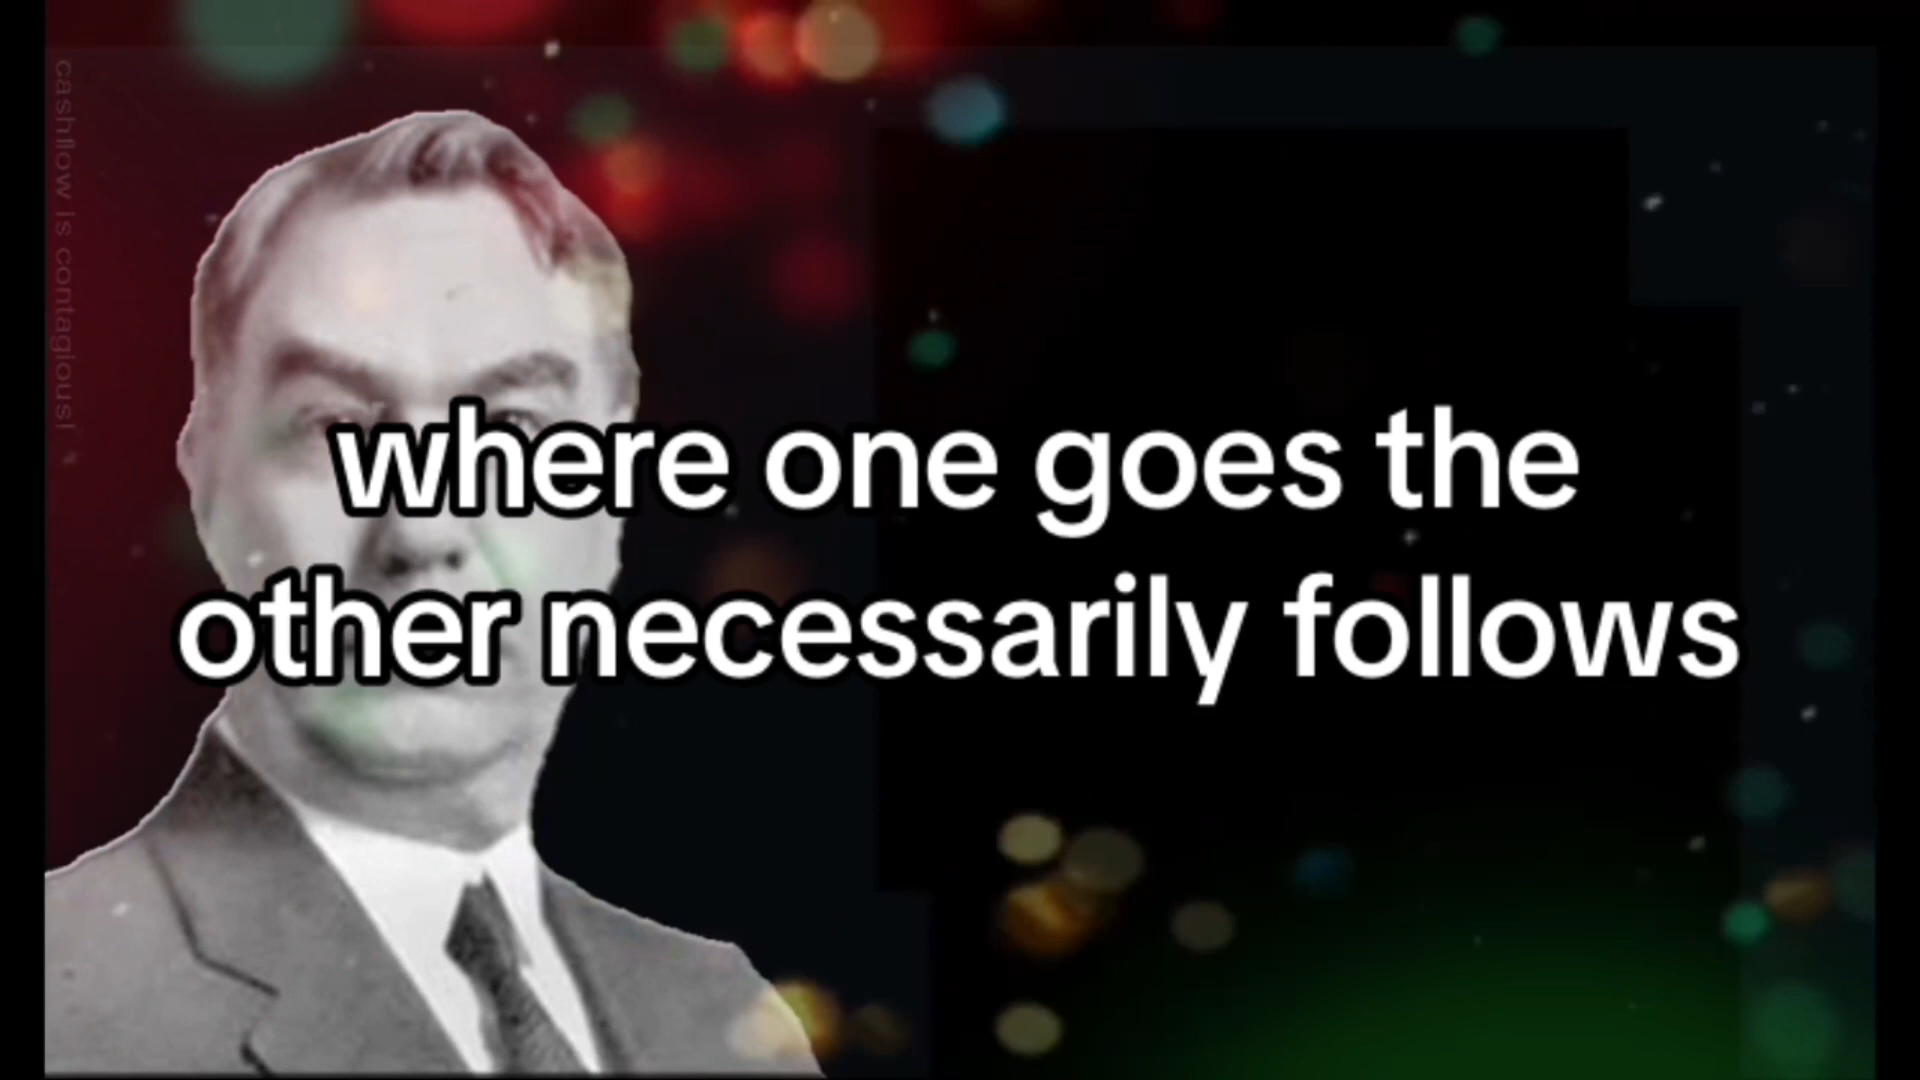 cashflow is contagious!
where one goes the
other necessarily follows